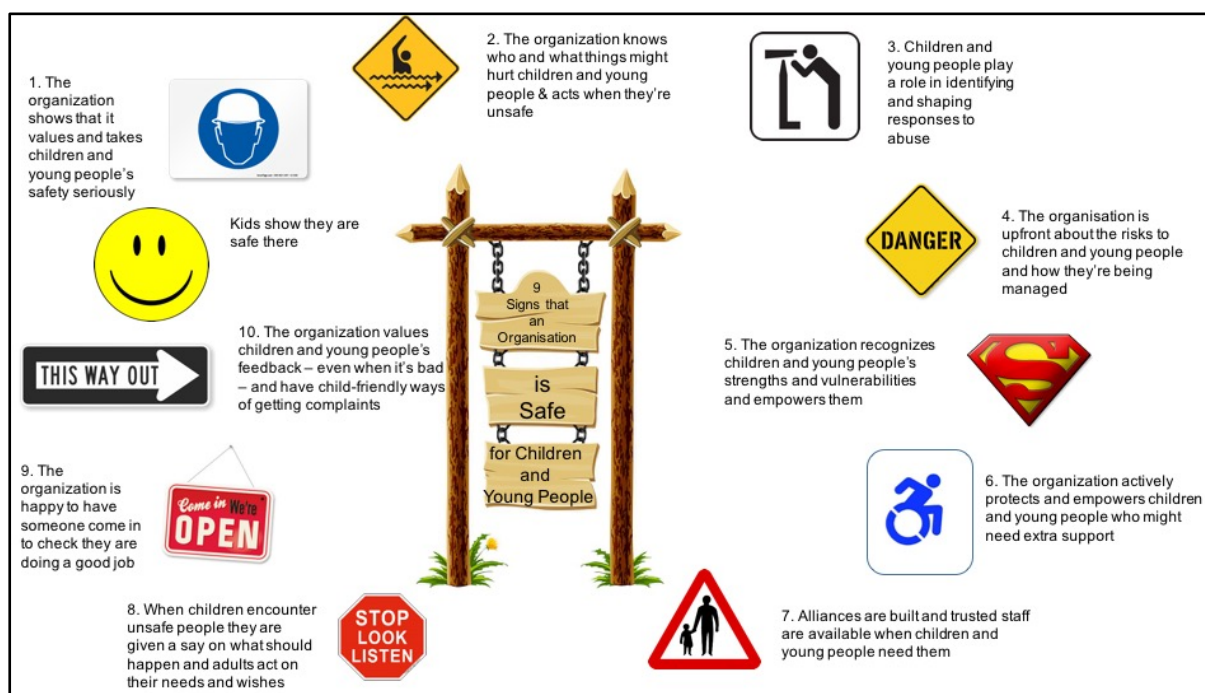 1. The
organization
shows that it
values and takes
children and
young people's
safety seriously
2. The organization knows
who and what things might
hurt children and young
people & acts when they're
unsafe
3. Children and
young people play
a role in identifying
and shaping
responses to
abuse
Kids show they are
safe there
DANGER
4. The organisation is
upfront about the risks to
children and young people
and how they're being
managed
9
Signs that
an
Organisation
is
Safe
for Children
and
Young People
THIS WAY OUT
10. The organization values
children and young people's
feedback – even when it's bad
– and have child-friendly ways
of getting complaints
5. The organization recognizes
children and young people's
strengths and vulnerabilities
and empowers them
S
9. The
organization is
happy to have
someone come in
to check they are
doing a good job
Come in We're
OPEN
6. The organization actively
protects and empowers children
and young people who might
need extra support
8. When children encounter
unsafe people they are
given a say on what should
happen and adults act on
their needs and wishes
STOP
LOOK
LISTEN
7. Alliances are built and trusted staff
are available when children and
young people need them